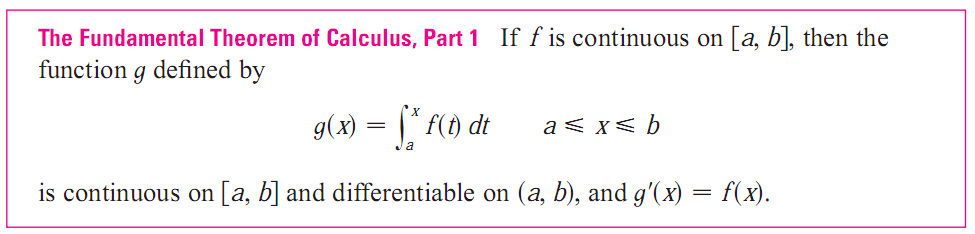 The Fundamental Theorem of Calculus, Part 1 If f is continuous on [a, b], then the
function g defined by
g(x) = ∫ₐˣ f(t) dt a ⩽ x ⩽ b
is continuous on [a, b] and differentiable on (a, b), and g′(x) = f(x).